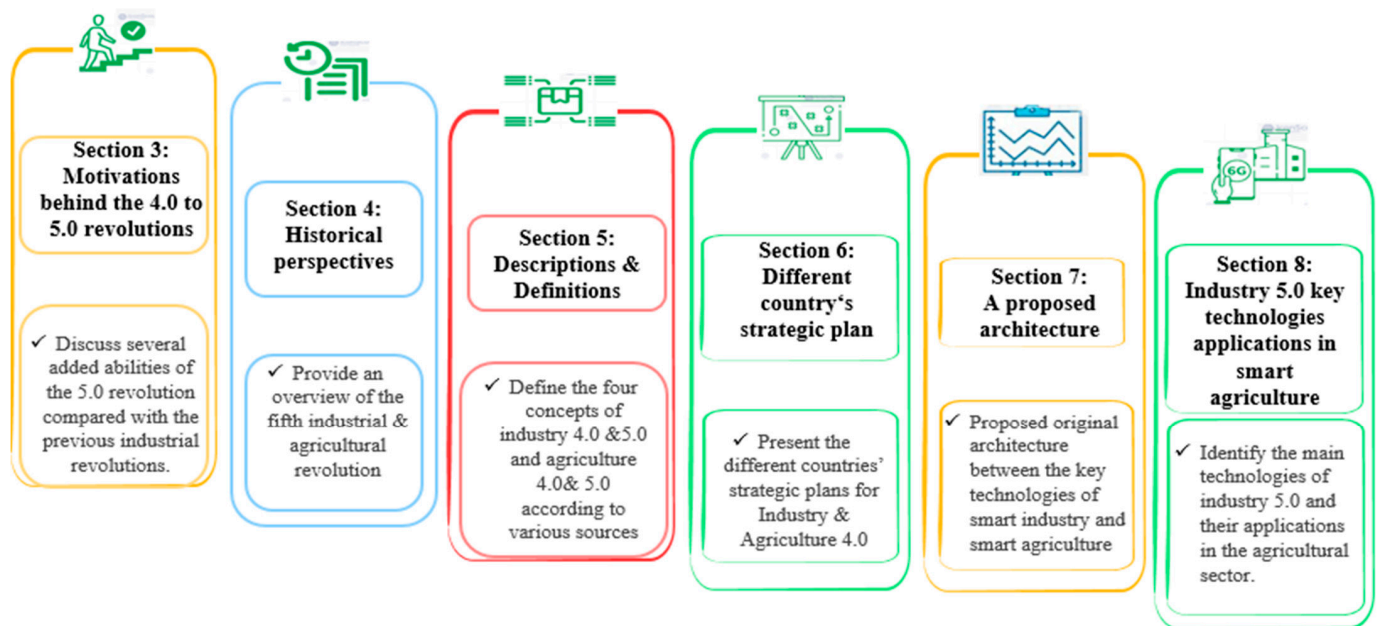 Section 3:
Motivations
behind the 4.0 to
5.0 revolutions
✓ Discuss several
added abilities of
the 5.0 revolution
compared with the
previous industrial
revolutions.
Section 4:
Historical
perspectives
✓ Provide an
overview of the
fifth industrial &
agricultural
revolution
Section 5:
Descriptions &
Definitions
✓ Define the four
concepts of
industry 4.0 &5.0
and agriculture
4.0& 5.0
according to
various sources
Section 6:
Different
country‘s
strategic plan
✓ Present the
different countries’
strategic plans for
Industry &
Agriculture 4.0
Section 7:
A proposed
architecture
✓ Proposed original
architecture
between the key
technologies of
smart industry and
smart agriculture
6G
Section 8:
Industry 5.0 key
technologies
applications in
smart
agriculture
✓ Identify the main
technologies of
industry 5.0 and
their applications
in the agricultural
sector.